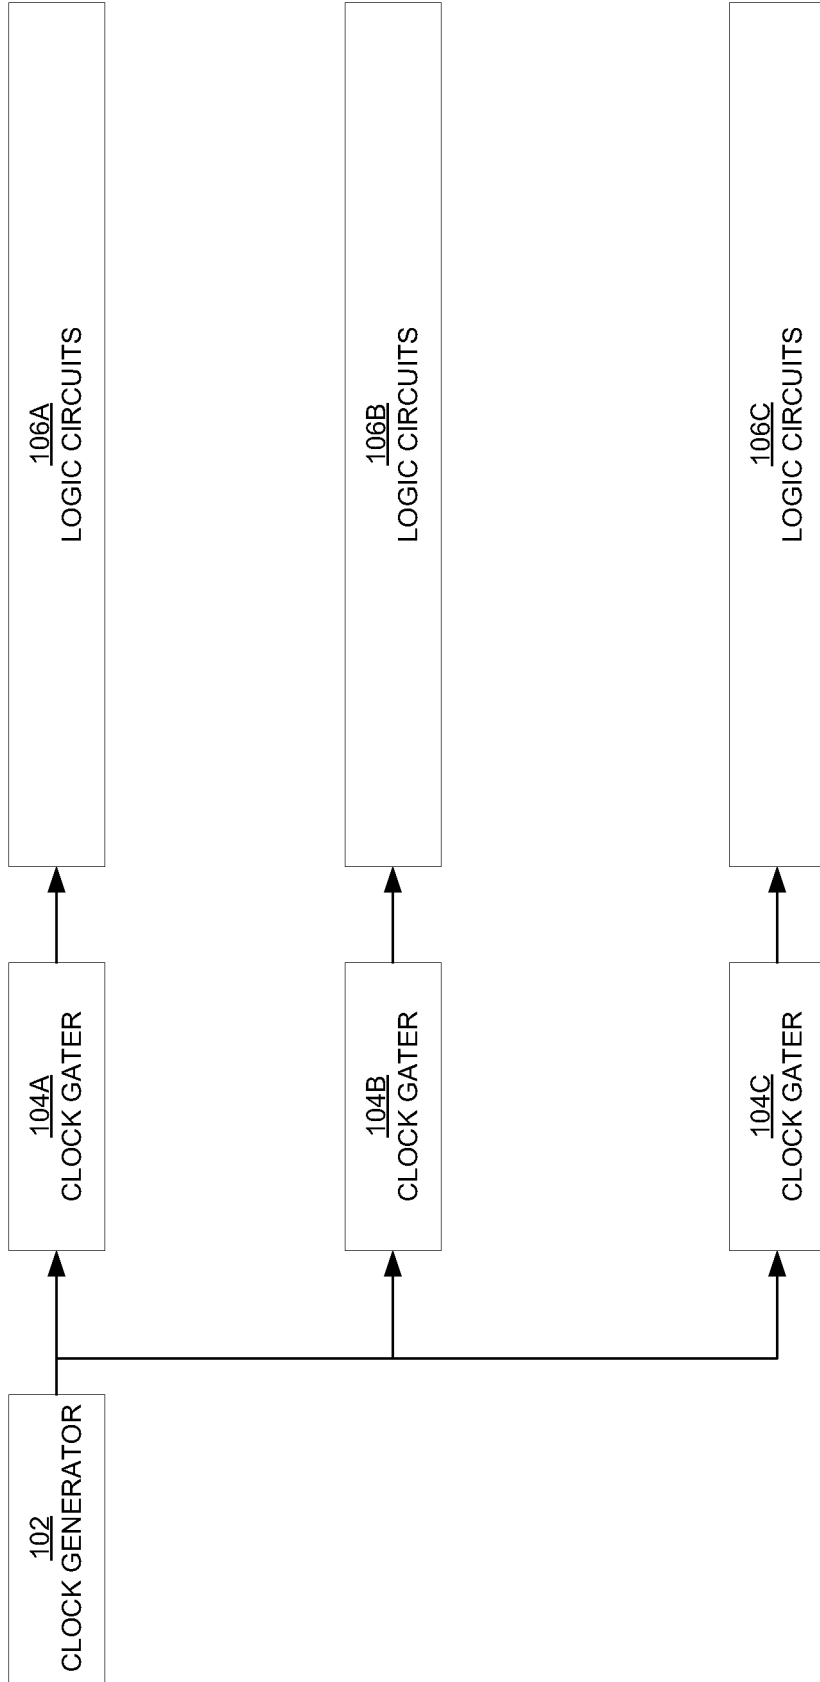 102
CLOCK GENERATOR
104A
CLOCK GATER
106A
LOGIC CIRCUITS
104B
CLOCK GATER
106B
LOGIC CIRCUITS
104C
CLOCK GATER
106C
LOGIC CIRCUITS